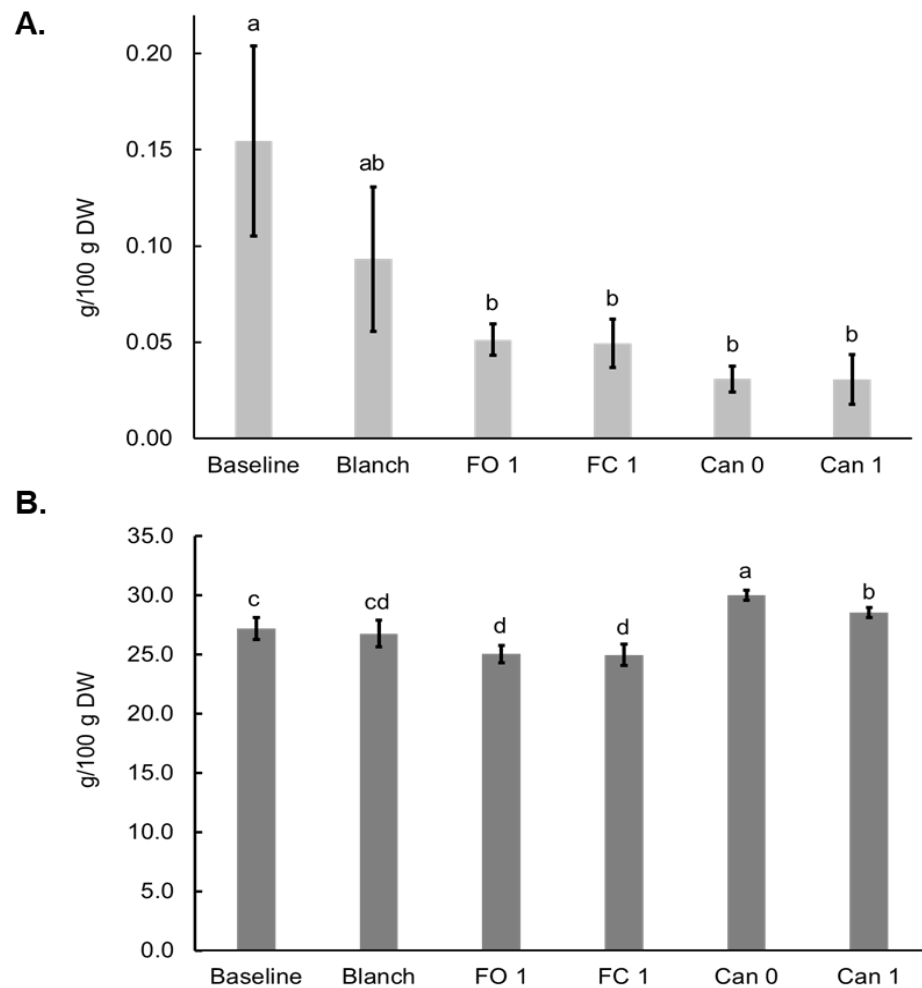 A.
g/100 g DW
0.20
0.15
0.10
0.05
0.00
a
ab
b
b
b
b
Baseline Blanch FO 1 FC 1 Can 0 Can 1
B.
g/100 g DW
35.0
30.0
25.0
20.0
15.0
10.0
5.0
0.0
c
cd
d
d
a
b
Baseline Blanch FO 1 FC 1 Can 0 Can 1